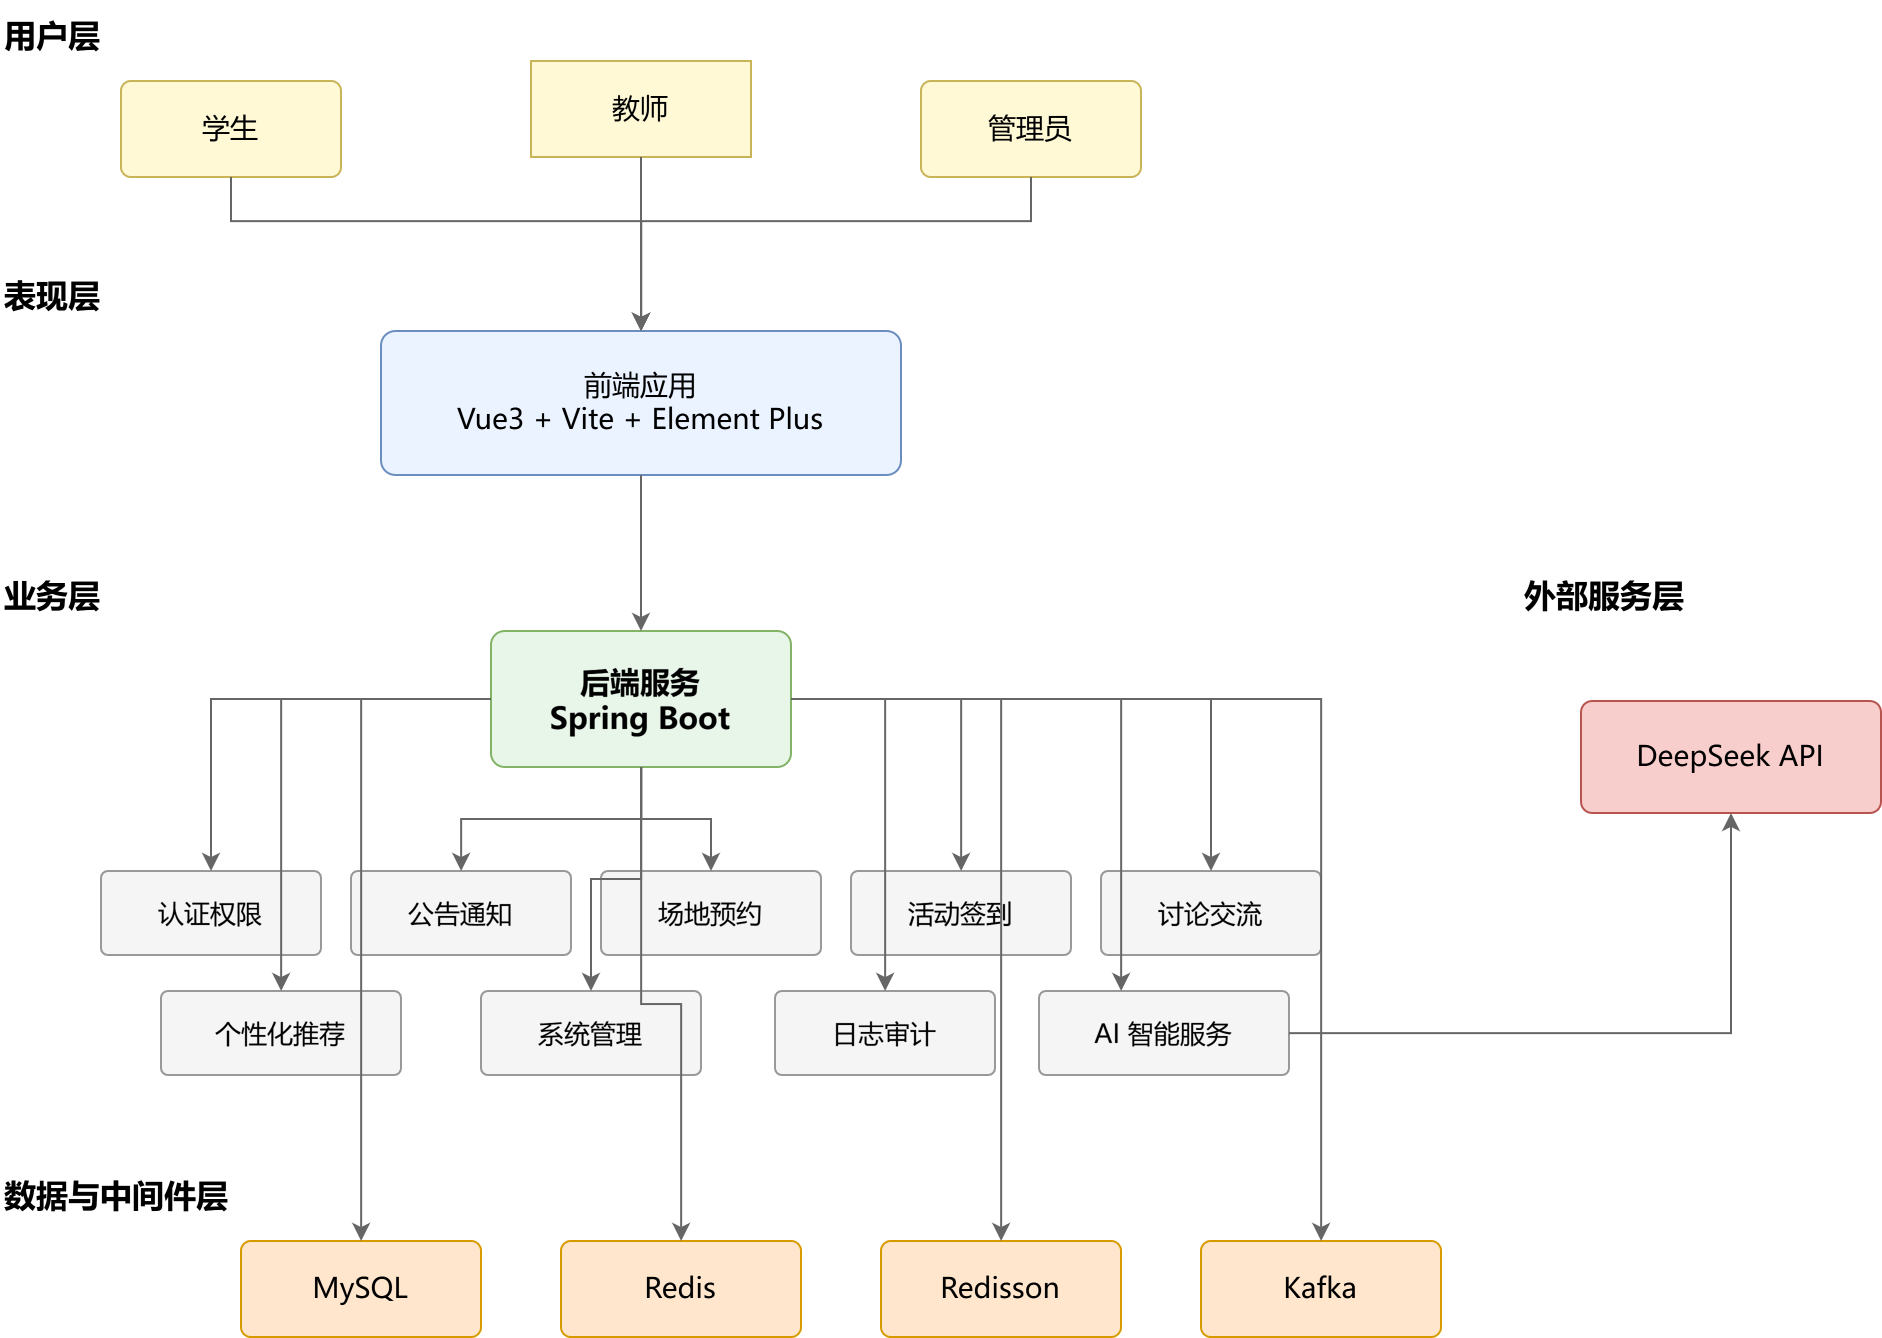 用户层
学生
教师
管理员
表现层
前端应用
Vue3 + Vite + Element Plus
业务层
外部服务层
后端服务
Spring Boot
DeepSeek API
认证权限
公告通知
场地预约
活动签到
讨论交流
个性化推荐
系统管理
日志审计
AI 智能服务
数据与中间件层
MySQL
Redis
Redisson
Kafka